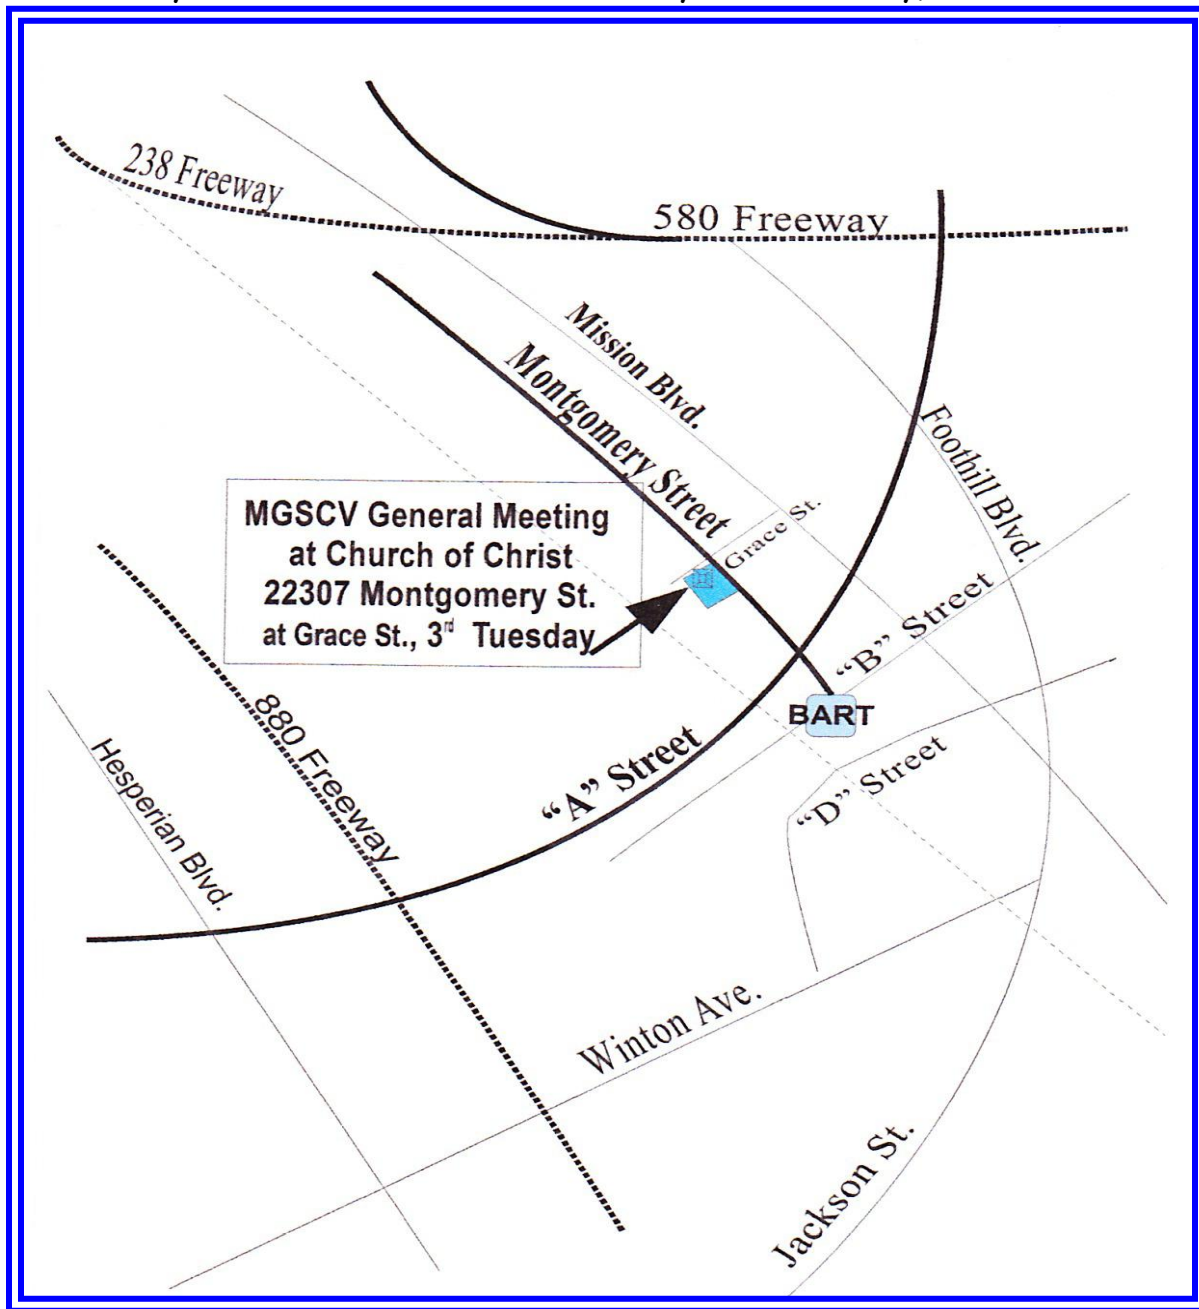 238 Freeway
580 Freeway
Mission Blvd.
Montgomery Street
Foothill Blvd.
Grace St.
MGSCV General Meeting
at Church of Christ
22307 Montgomery St.
at Grace St., 3rd Tuesday
"B" Street
BART
880 Freeway
"A" Street
"D" Street
Hesperian Blvd.
Winton Ave.
Jackson St.